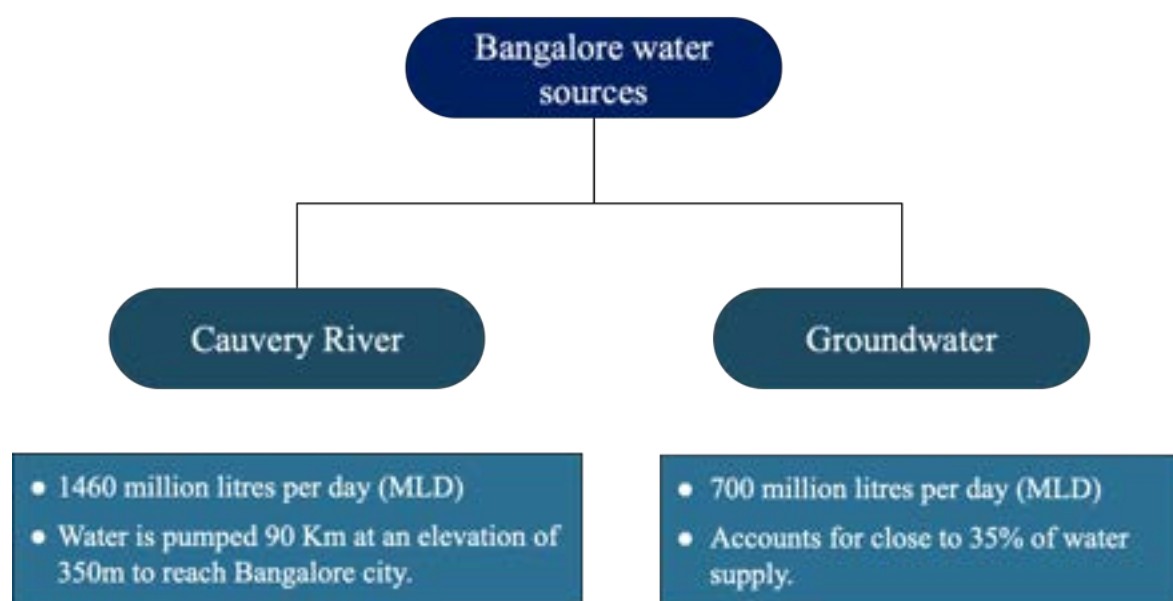 Bangalore water
sources
Cauvery River
Groundwater
● 1460 million litres per day (MLD)
● Water is pumped 90 Km at an elevation of
350m to reach Bangalore city.
● 700 million litres per day (MLD)
● Accounts for close to 35% of water
supply.